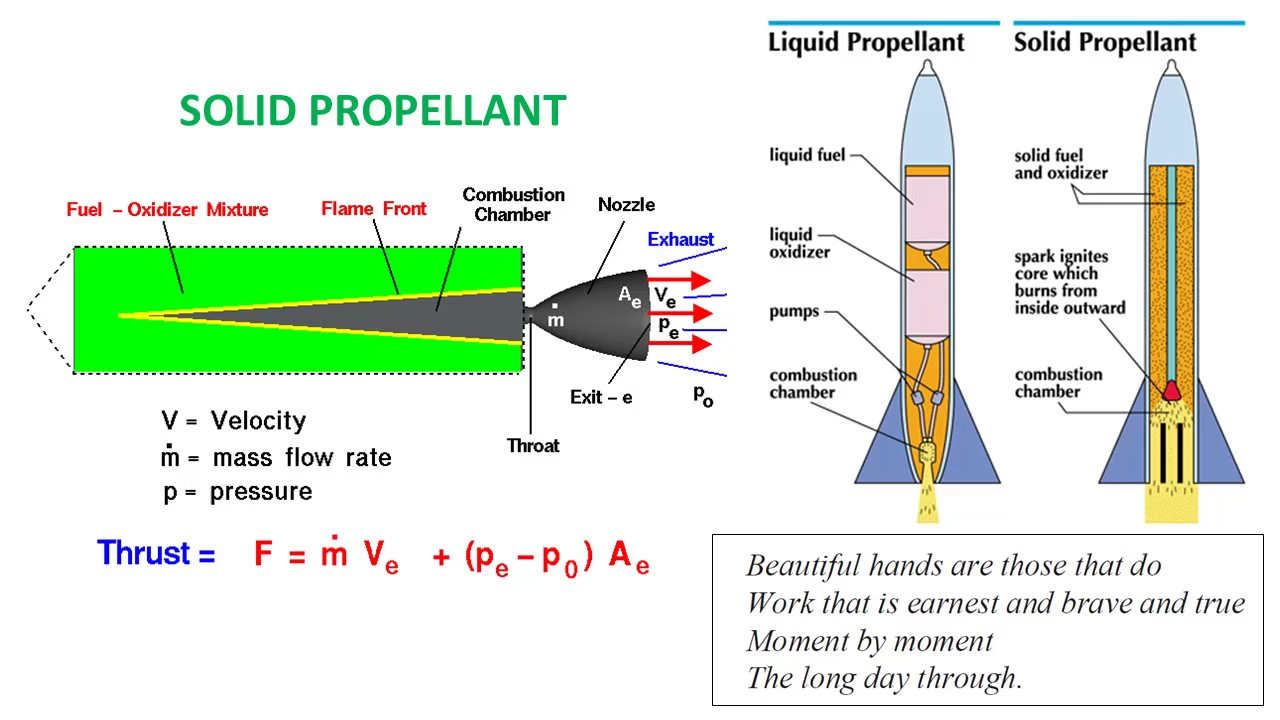 SOLID PROPELLANT
Fuel – Oxidizer Mixture
Flame Front
Combustion
Chamber
Nozzle
Exhaust
ṁ
Ae
Ve
pe
po
Exit – e
Throat
V = Velocity
ṁ = mass flow rate
p = pressure
Thrust = F = ṁ Ve + (pe – p0) Ae
Liquid Propellant
liquid fuel
liquid
oxidizer
pumps
combustion
chamber
Solid Propellant
solid fuel
and oxidizer
spark ignites
core which
burns from
inside outward
combustion
chamber
Beautiful hands are those that do
Work that is earnest and brave and true
Moment by moment
The long day through.